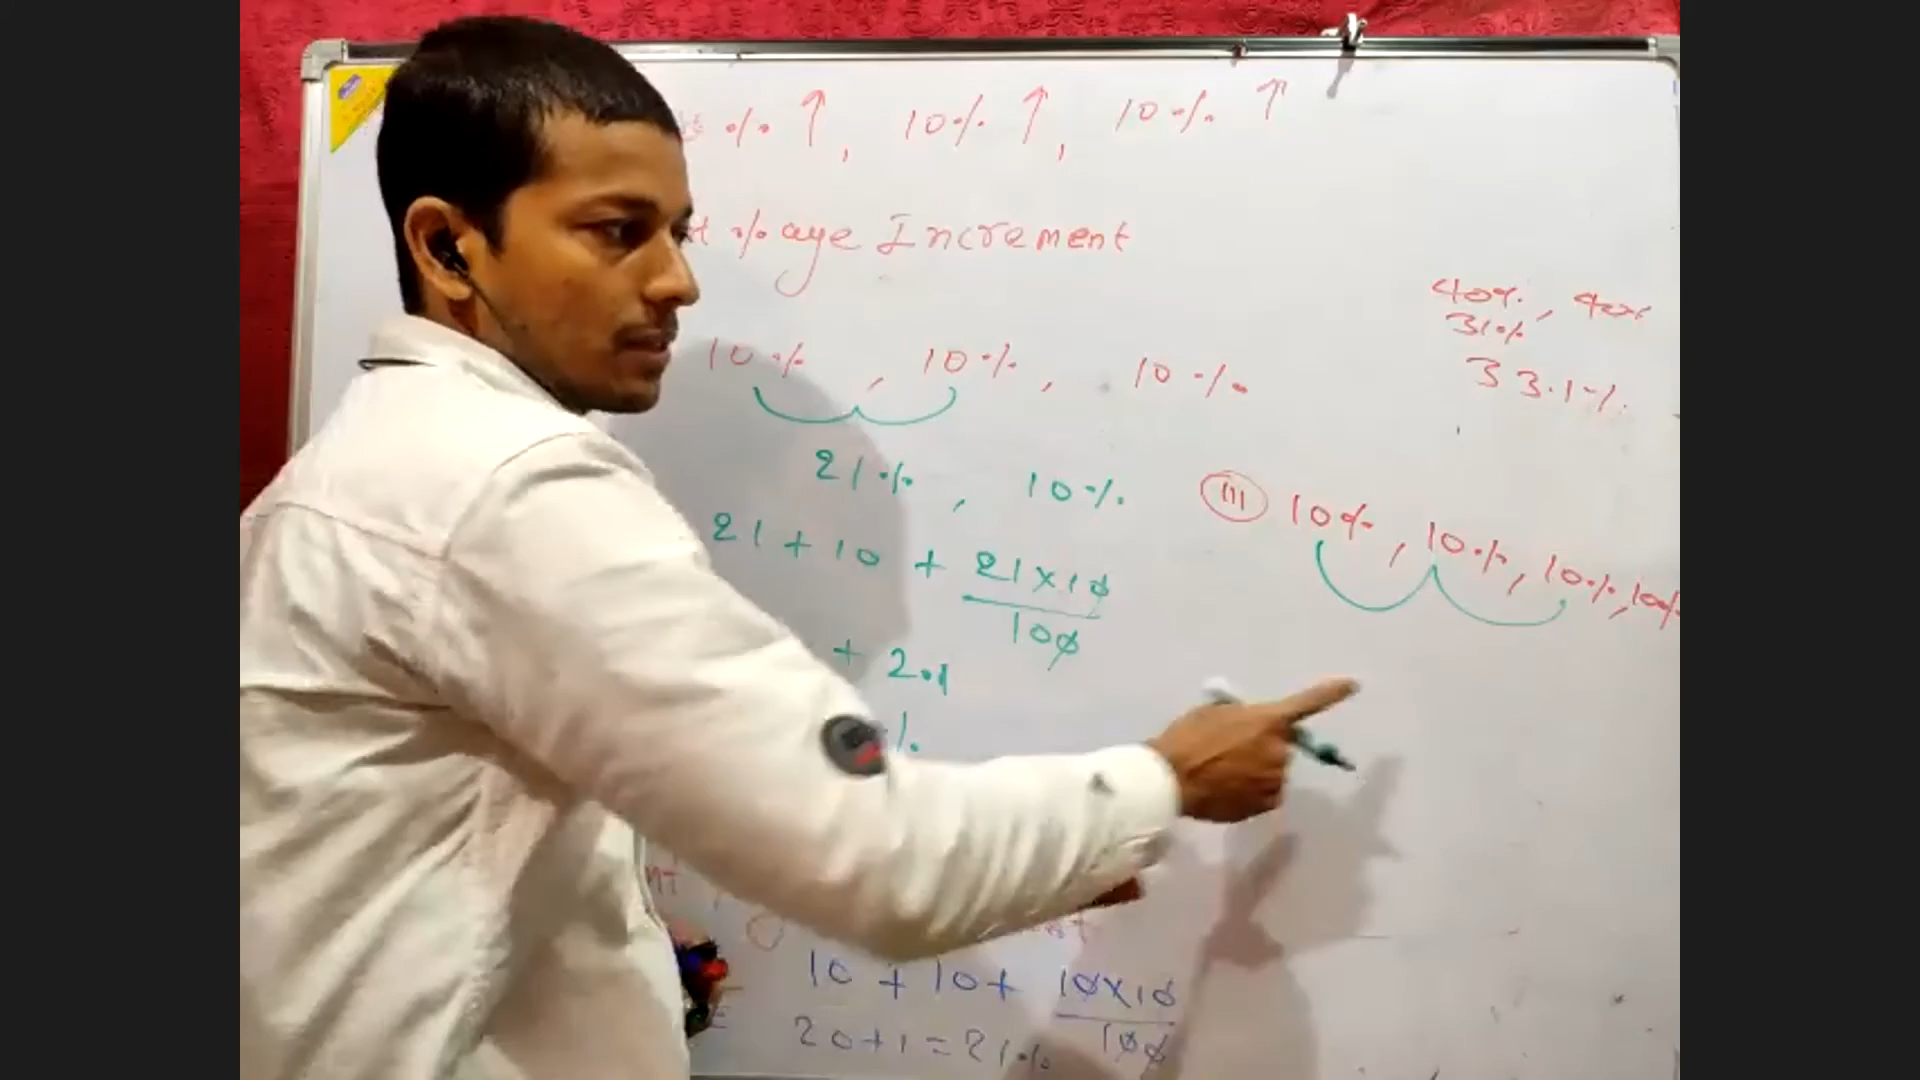 % ↑, 10% ↑, 10% ↑
%age Increment
10%, 10%, 10%
21%, 10%
21 + 10 + 21×10
100
+ 2.1
%
40%, 40%
31%
33.1%
(III) 10%, 10%, 10%, 10%
10 + 10 + 10×10
100
20+1=21%